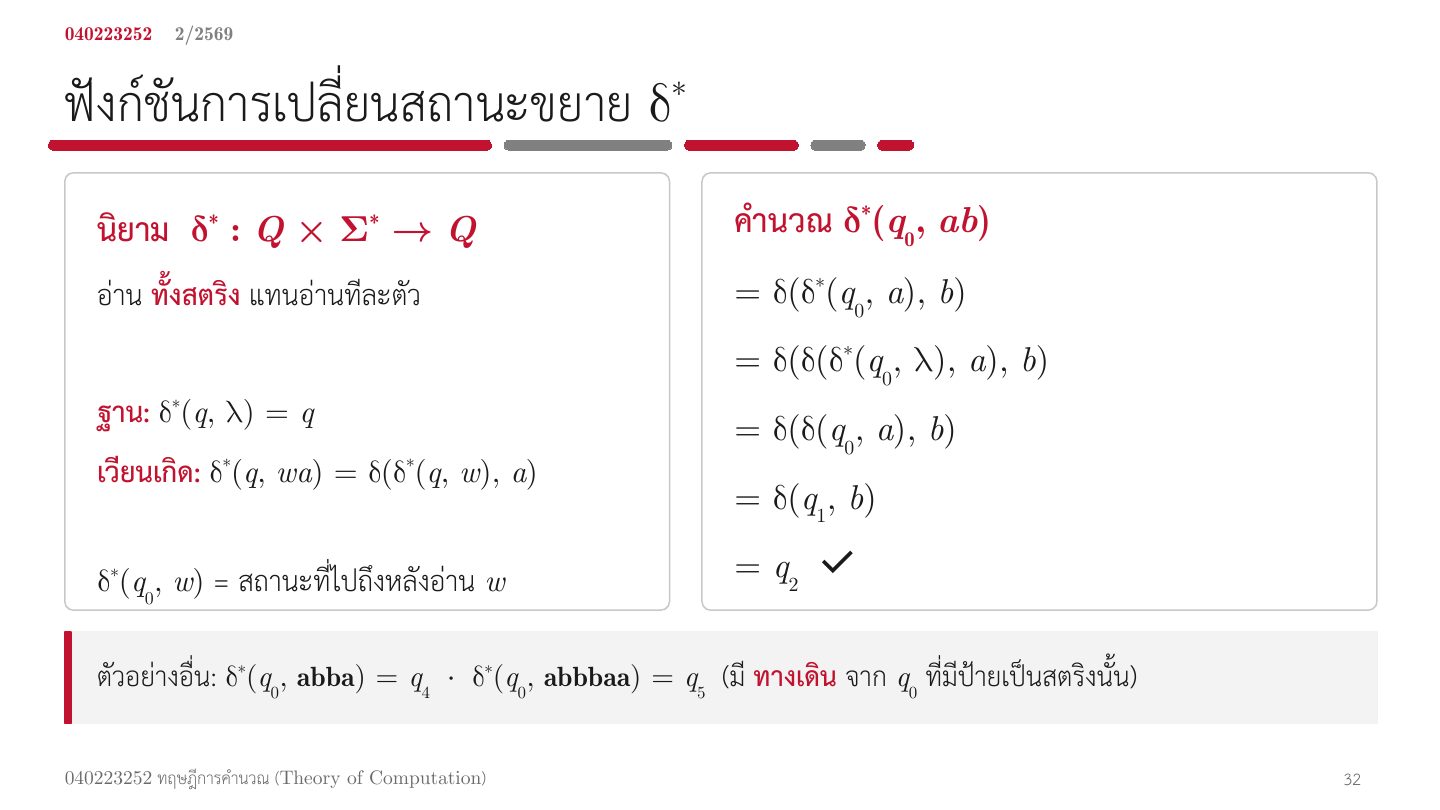 040223252 2/2569
ฟังก์ชันการเปลี่ยนสถานะขยาย δ*
นิยาม δ* : Q × Σ* → Q
อ่าน ทั้งสตริง แทนอ่านทีละตัว
ฐาน: δ*(q, λ) = q
เวียนเกิด: δ*(q, wa) = δ(δ*(q, w), a)
δ*(q₀, w) = สถานะที่ไปถึงหลังอ่าน w
คำนวณ δ*(q₀, ab)
= δ(δ*(q₀, a), b)
= δ(δ(δ*(q₀, λ), a), b)
= δ(δ(q₀, a), b)
= δ(q₁, b)
= q₂ ✓
ตัวอย่างอื่น: δ*(q₀, abba) = q₄ · δ*(q₀, abbbaa) = q₅ (มี ทางเดิน จาก q₀ ที่มีป้ายเป็นสตริงนั้น)
040223252 ทฤษฎีการคำนวณ (Theory of Computation)
32